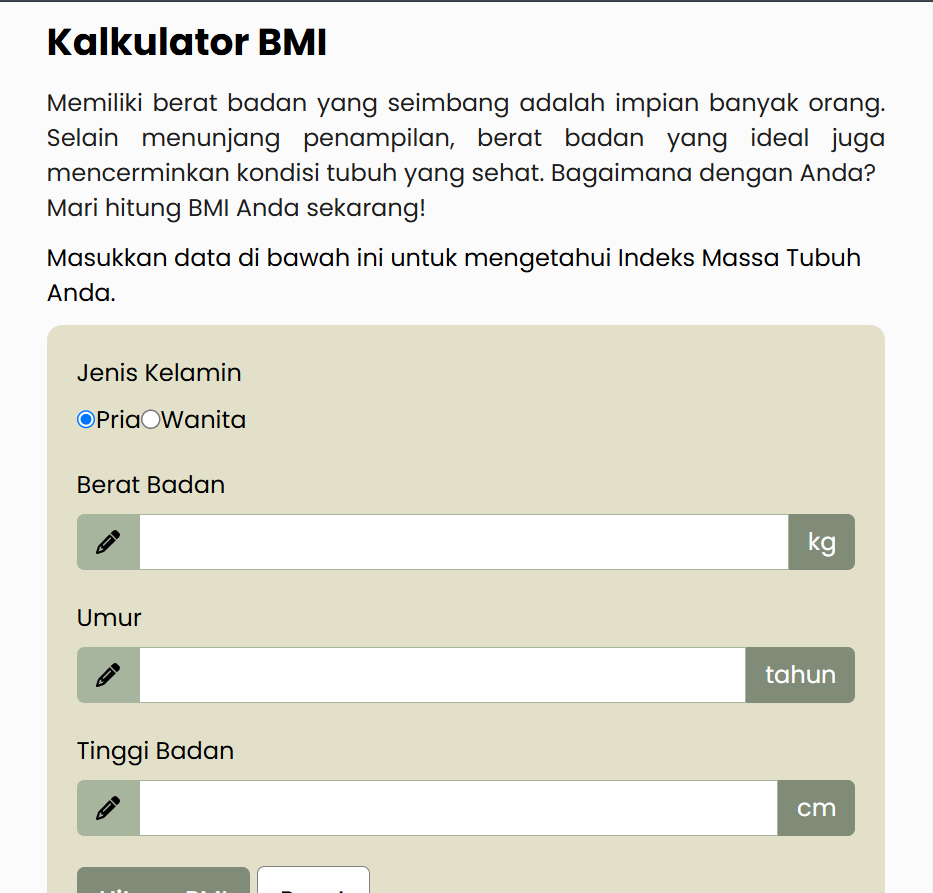 Kalkulator BMI
Memiliki berat badan yang seimbang adalah impian banyak orang.
Selain menunjang penampilan, berat badan yang ideal juga
mencerminkan kondisi tubuh yang sehat. Bagaimana dengan Anda?
Mari hitung BMI Anda sekarang!
Masukkan data di bawah ini untuk mengetahui Indeks Massa Tubuh
Anda.
Jenis Kelamin
Pria Wanita
Berat Badan
kg
Umur
tahun
Tinggi Badan
cm